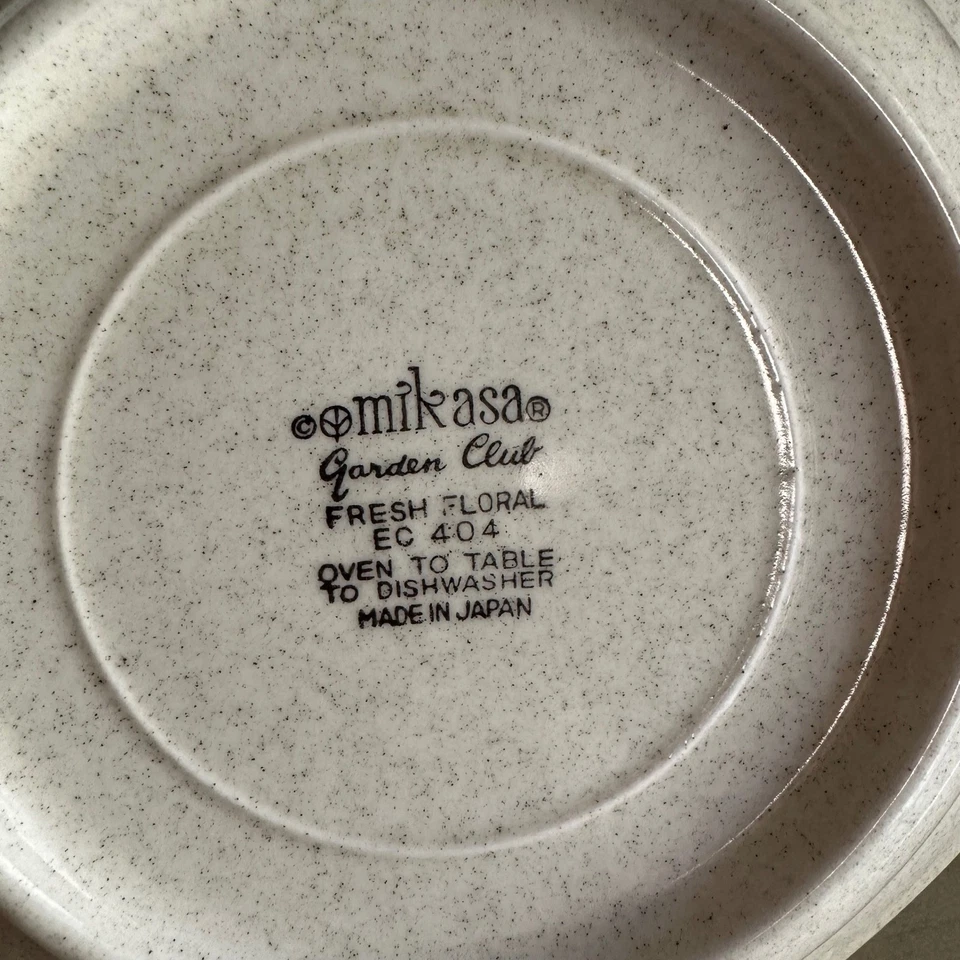 © mikasa®
Garden Club
FRESH FLORAL
EC 404
OVEN TO TABLE
TO DISHWASHER
MADE IN JAPAN